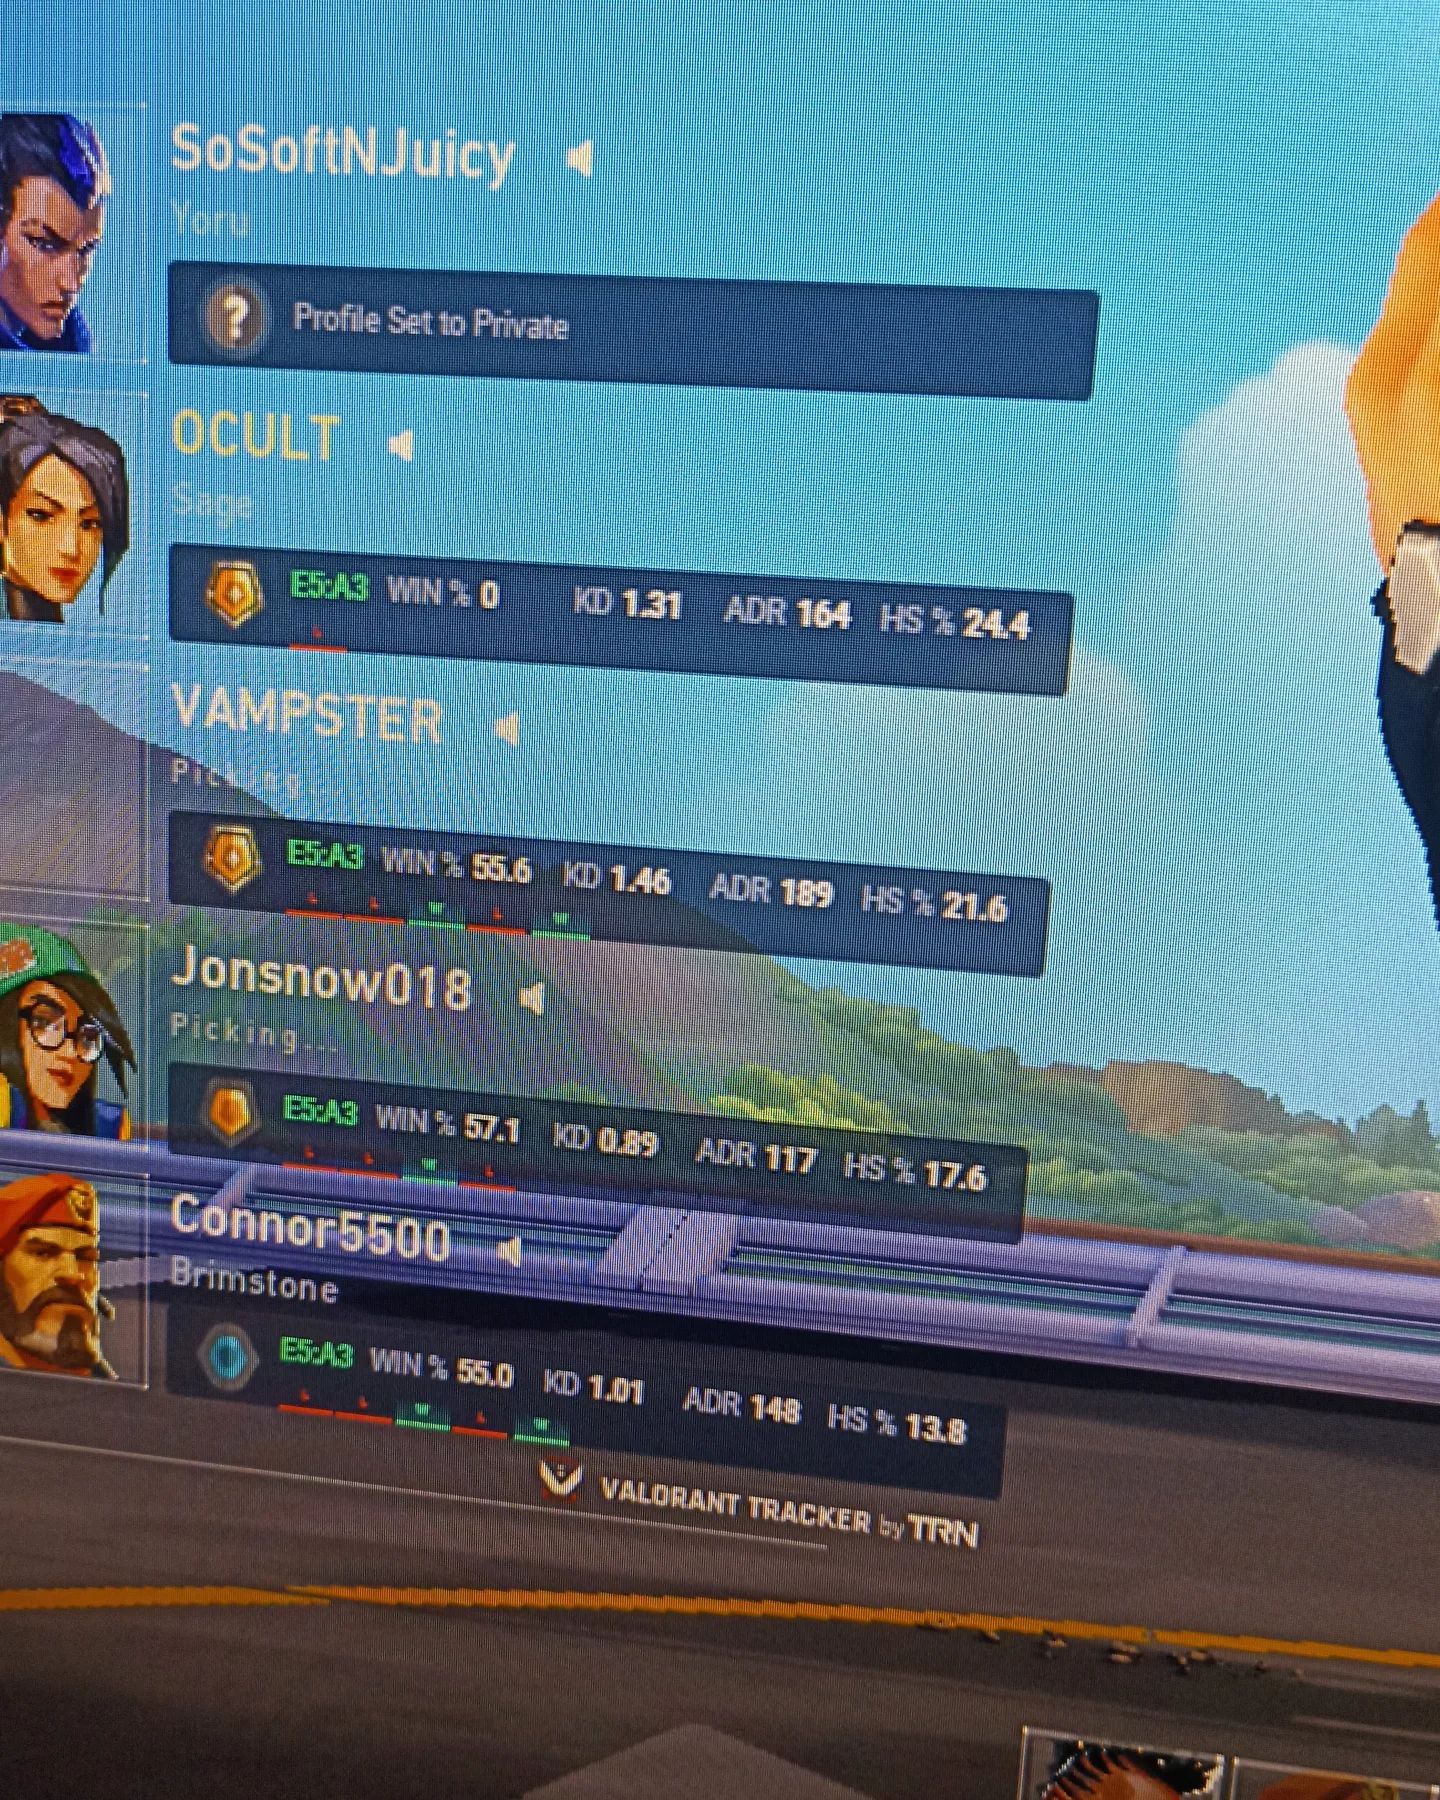 SoSoftNJuicy
Yoru
? Profile Set to Private
OCULT
Sage
E5:A3 WIN % 0 KD 1.31 ADR 164 HS % 24.4
VAMPSTER
Picking...
E5:A3 WIN % 55.6 KD 1.46 ADR 189 HS % 21.6
Jonsnow018
Picking...
E5:A3 WIN % 57.1 KD 0.89 ADR 117 HS % 17.6
Connor5500
Brimstone
E5:A3 WIN % 55.0 KD 1.01 ADR 148 HS % 13.8
VALORANT TRACKER by TRN